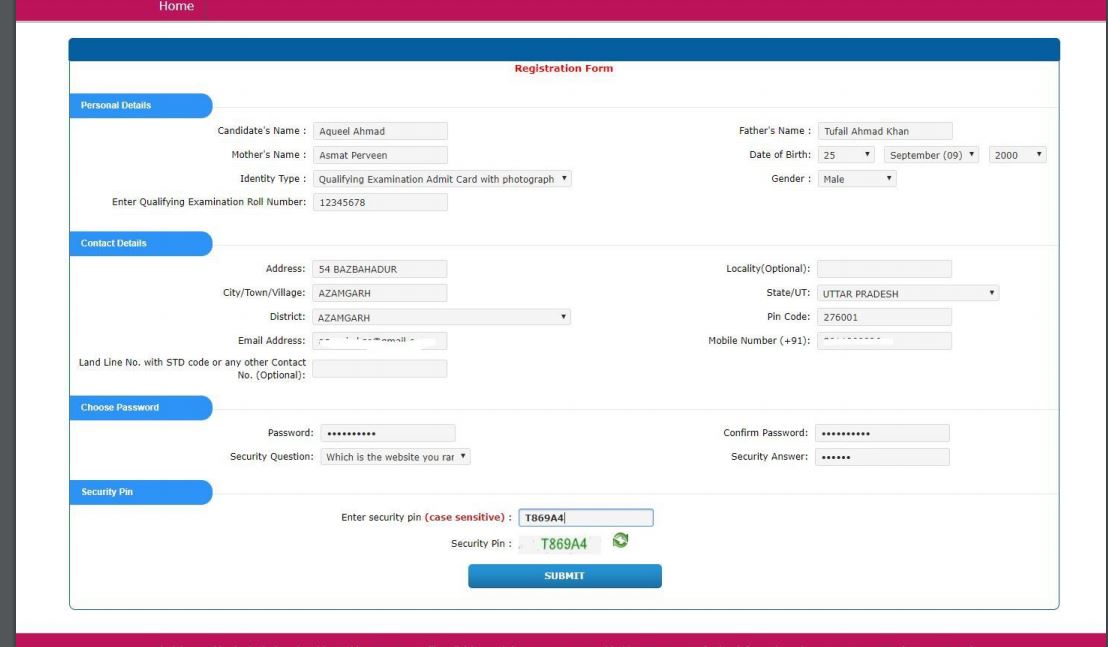 Home
Registration Form
Personal Details
Candidate's Name : Aqueel Ahmad Father's Name : Tufail Ahmad Khan
Mother's Name : Asmat Perveen Date of Birth: 25 September (09) 2000
Identity Type : Qualifying Examination Admit Card with photograph Gender : Male
Enter Qualifying Examination Roll Number: 12345678
Contact Details
Address: 54 BAZBAHADUR Locality(Optional):
City/Town/Village: AZAMGARH State/UT: UTTAR PRADESH
District: AZAMGARH Pin Code: 276001
Email Address: Mobile Number (+91):
Land Line No. with STD code or any other Contact
No. (Optional):
Choose Password
Password: •••••••••• Confirm Password: ••••••••••
Security Question: Which is the website you rar Security Answer: ••••••
Security Pin
Enter security pin (case sensitive) : T869A4
Security Pin : T869A4
SUBMIT